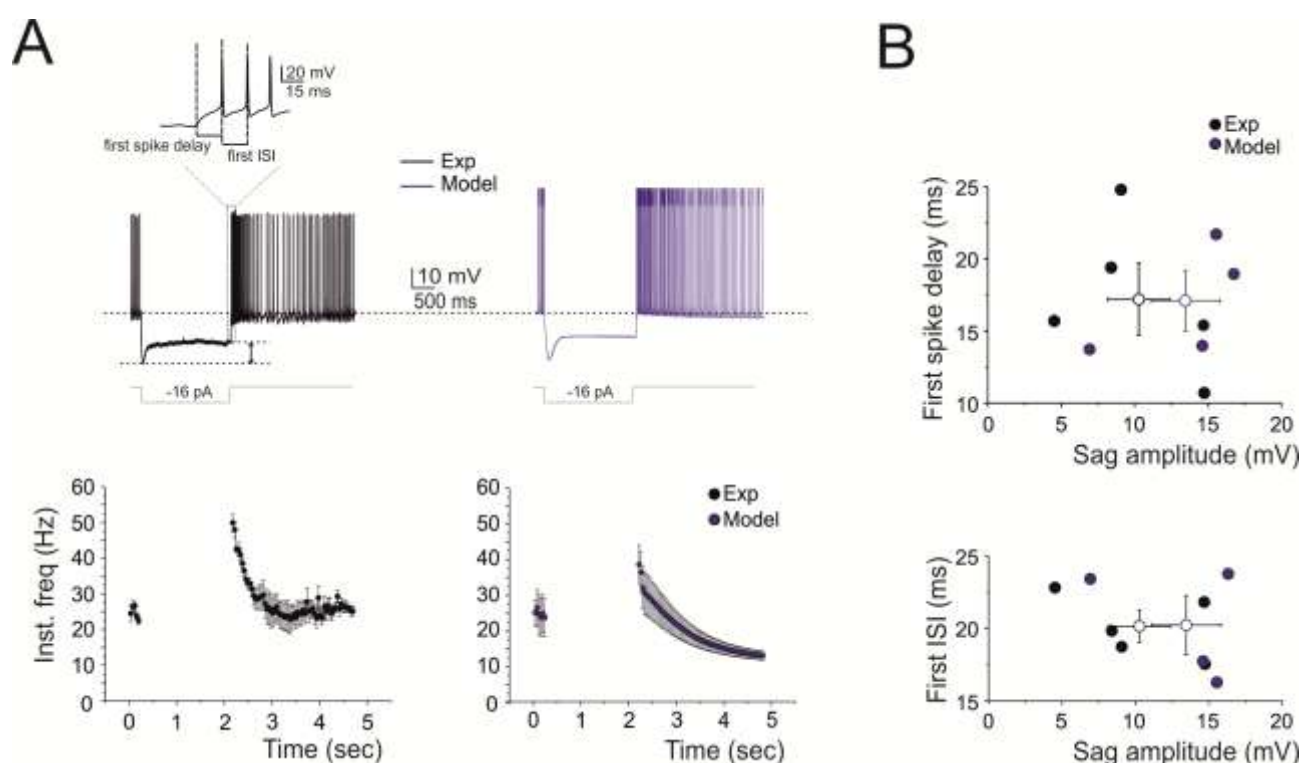 A
20 mV
15 ms
first spike delay
first ISI
Exp
Model
10 mV
500 ms
-16 pA
-16 pA
60
50
40
30
20
10
0
Inst. freq (Hz)
0 1 2 3 4 5
Time (sec)
60
50
40
30
20
10
0
Exp
Model
0 1 2 3 4 5
Time (sec)
B
Exp
Model
25
20
15
10
First spike delay (ms)
0 5 10 15 20
Sag amplitude (mV)
25
20
15
First ISI (ms)
0 5 10 15 20
Sag amplitude (mV)